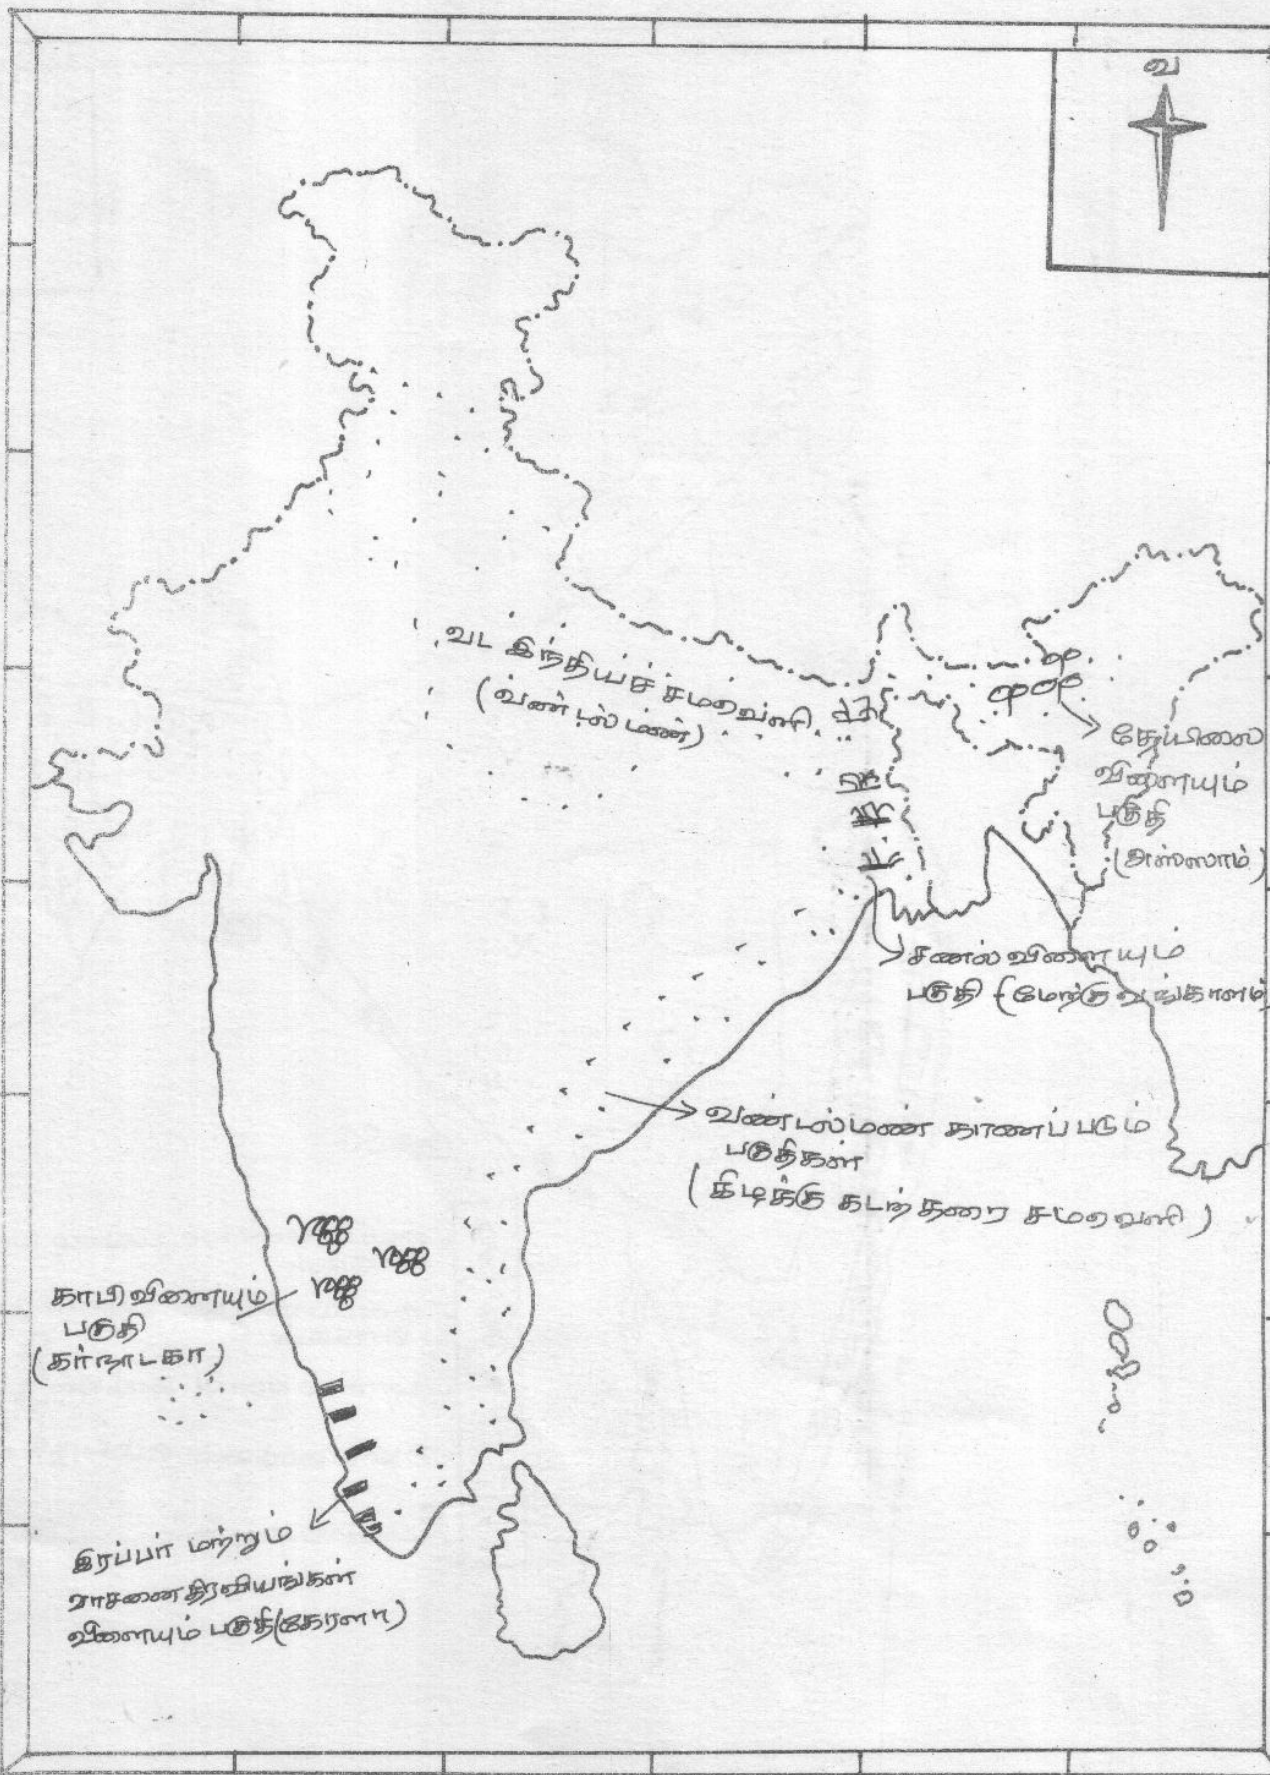 வ
வட இந்தியச் சமவெளி
(வண்டல் மண்)
தேயிலை
விளையும்
பகுதி
(அஸ்ஸாம்)
சணல் விளையும்
பகுதி (மேற்கு வங்காளம்
வண்டல்மண் காணப்படும்
பகுதிகள்
(கிழக்கு கடற்கரை சமவெளி)
காபி விளையும்
பகுதி
(கர்நாடகா)
இரப்பர் மற்றும்
வாசனை திரவியங்கள்
விளையும் பகுதி(கேரளா)